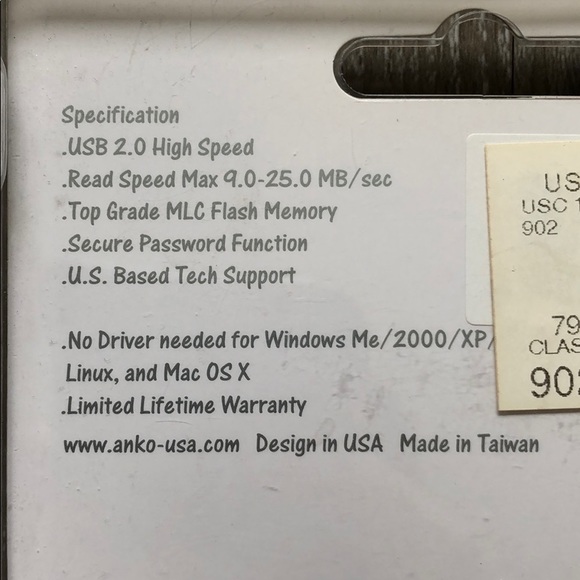 Specification
.USB 2.0 High Speed
.Read Speed Max 9.0-25.0 MB/sec
.Top Grade MLC Flash Memory
.Secure Password Function
.U.S. Based Tech Support
.No Driver needed for Windows Me/2000/XP/
Linux, and Mac OS X
.Limited Lifetime Warranty
www.anko-usa.com Design in USA Made in Taiwan
US
USC 1
902
79
CLAS
902